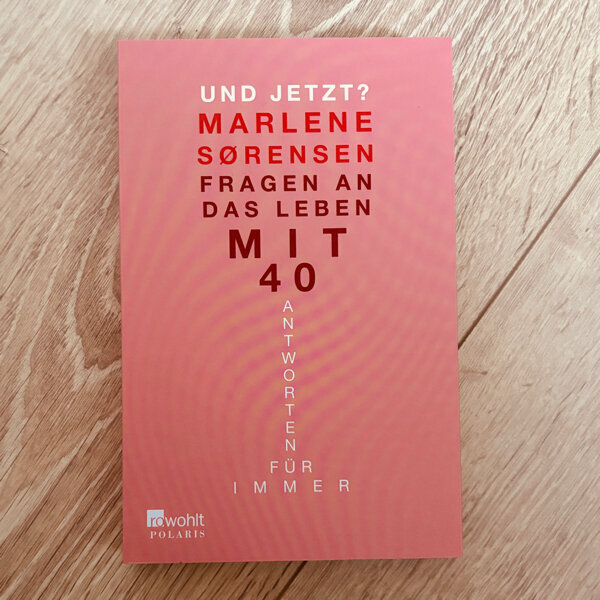 UND JETZT?
MARLENE
SØRENSEN
FRAGEN AN
DAS LEBEN
MIT
40
ANTWORTEN
FÜR
IMMER
rowohlt
POLARIS